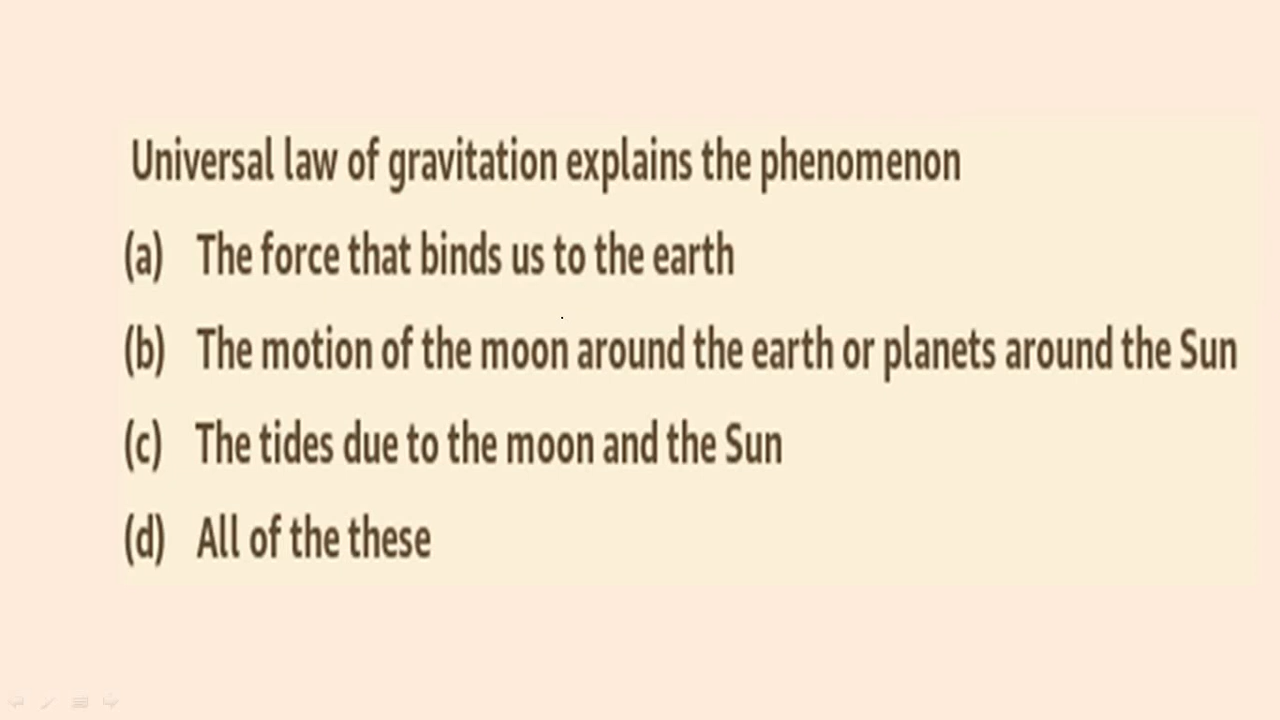 Universal law of gravitation explains the phenomenon
(a) The force that binds us to the earth
(b) The motion of the moon around the earth or planets around the Sun
(c) The tides due to the moon and the Sun
(d) All of the these